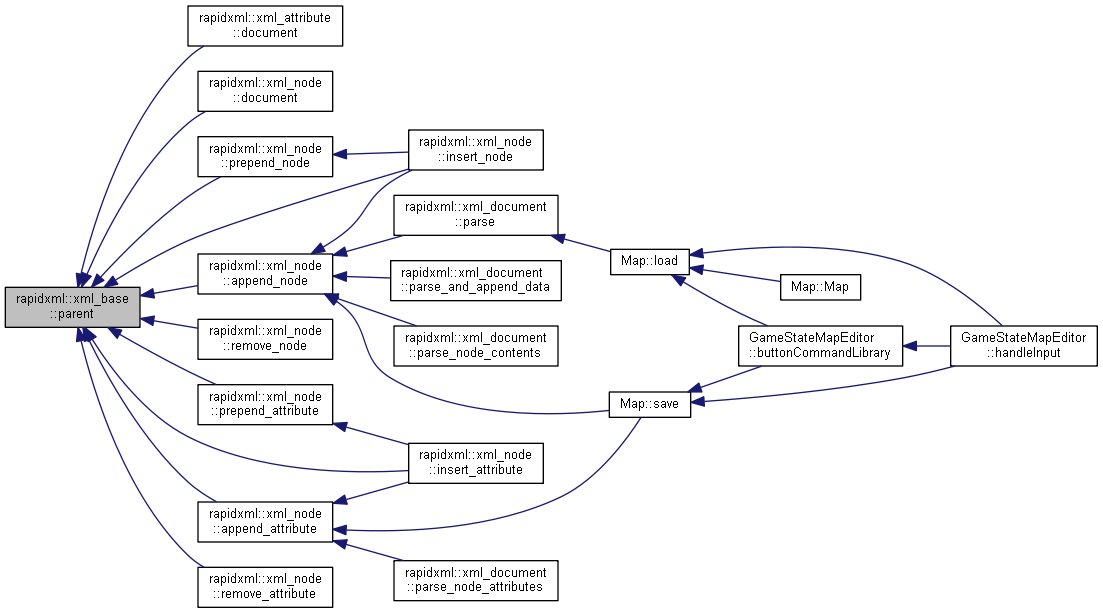 rapidxml::xml_attribute
::document
rapidxml::xml_node
::document
rapidxml::xml_node
::prepend_node
rapidxml::xml_node
::insert_node
rapidxml::xml_document
::parse
rapidxml::xml_node
::append_node
Map::load
rapidxml::xml_document
::parse_and_append_data
Map::Map
rapidxml::xml_base
::parent
rapidxml::xml_node
::remove_node
rapidxml::xml_document
::parse_node_contents
GameStateMapEditor
::buttonCommandLibrary
GameStateMapEditor
::handleInput
rapidxml::xml_node
::prepend_attribute
Map::save
rapidxml::xml_node
::insert_attribute
rapidxml::xml_node
::append_attribute
rapidxml::xml_document
::parse_node_attributes
rapidxml::xml_node
::remove_attribute